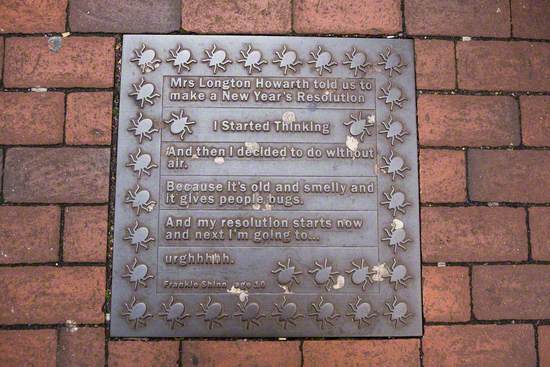 Mrs Longton Howarth told us to
make a New Year's Resolution
I Started Thinking
And then I decided to do without
air.
Because it's old and smelly and
it gives people bugs.
And my resolution starts now
and next I'm going to...
urghhhhh.
Frankie Shinn, age 10